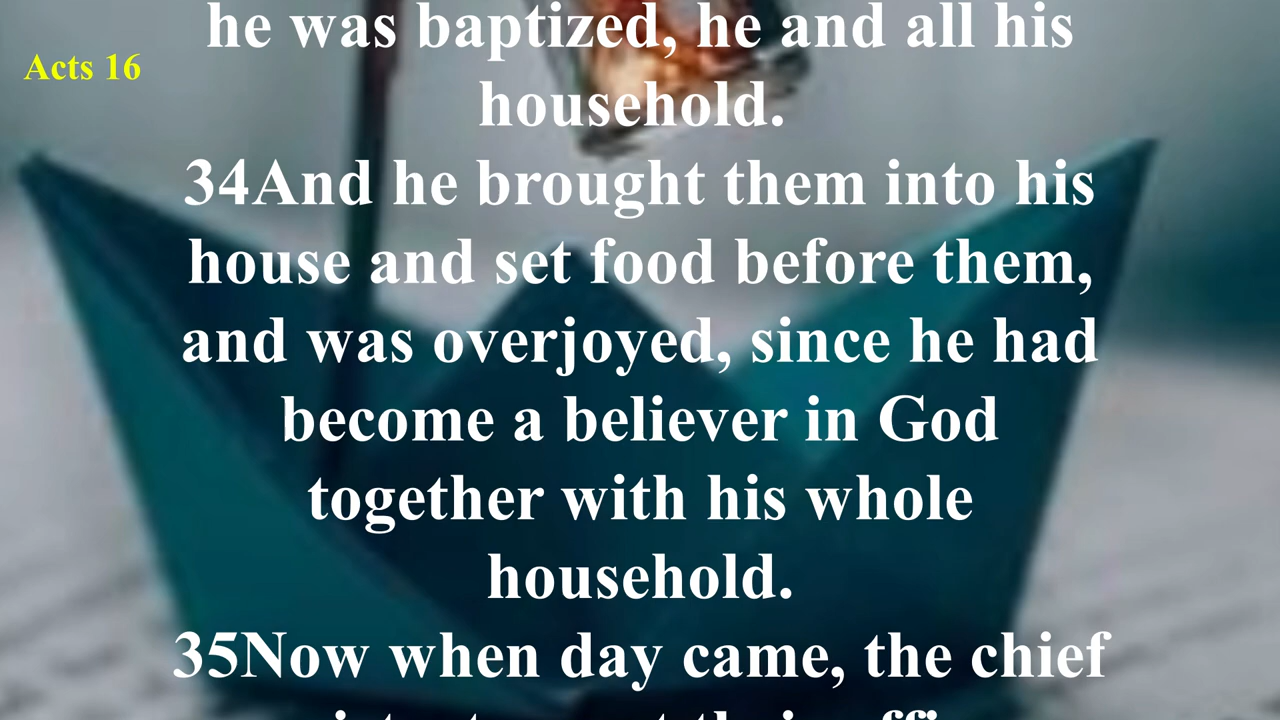 he was baptized, he and all his
Acts 16
household.
34And he brought them into his
house and set food before them,
and was overjoyed, since he had
become a believer in God
together with his whole
household.
35Now when day came, the chief